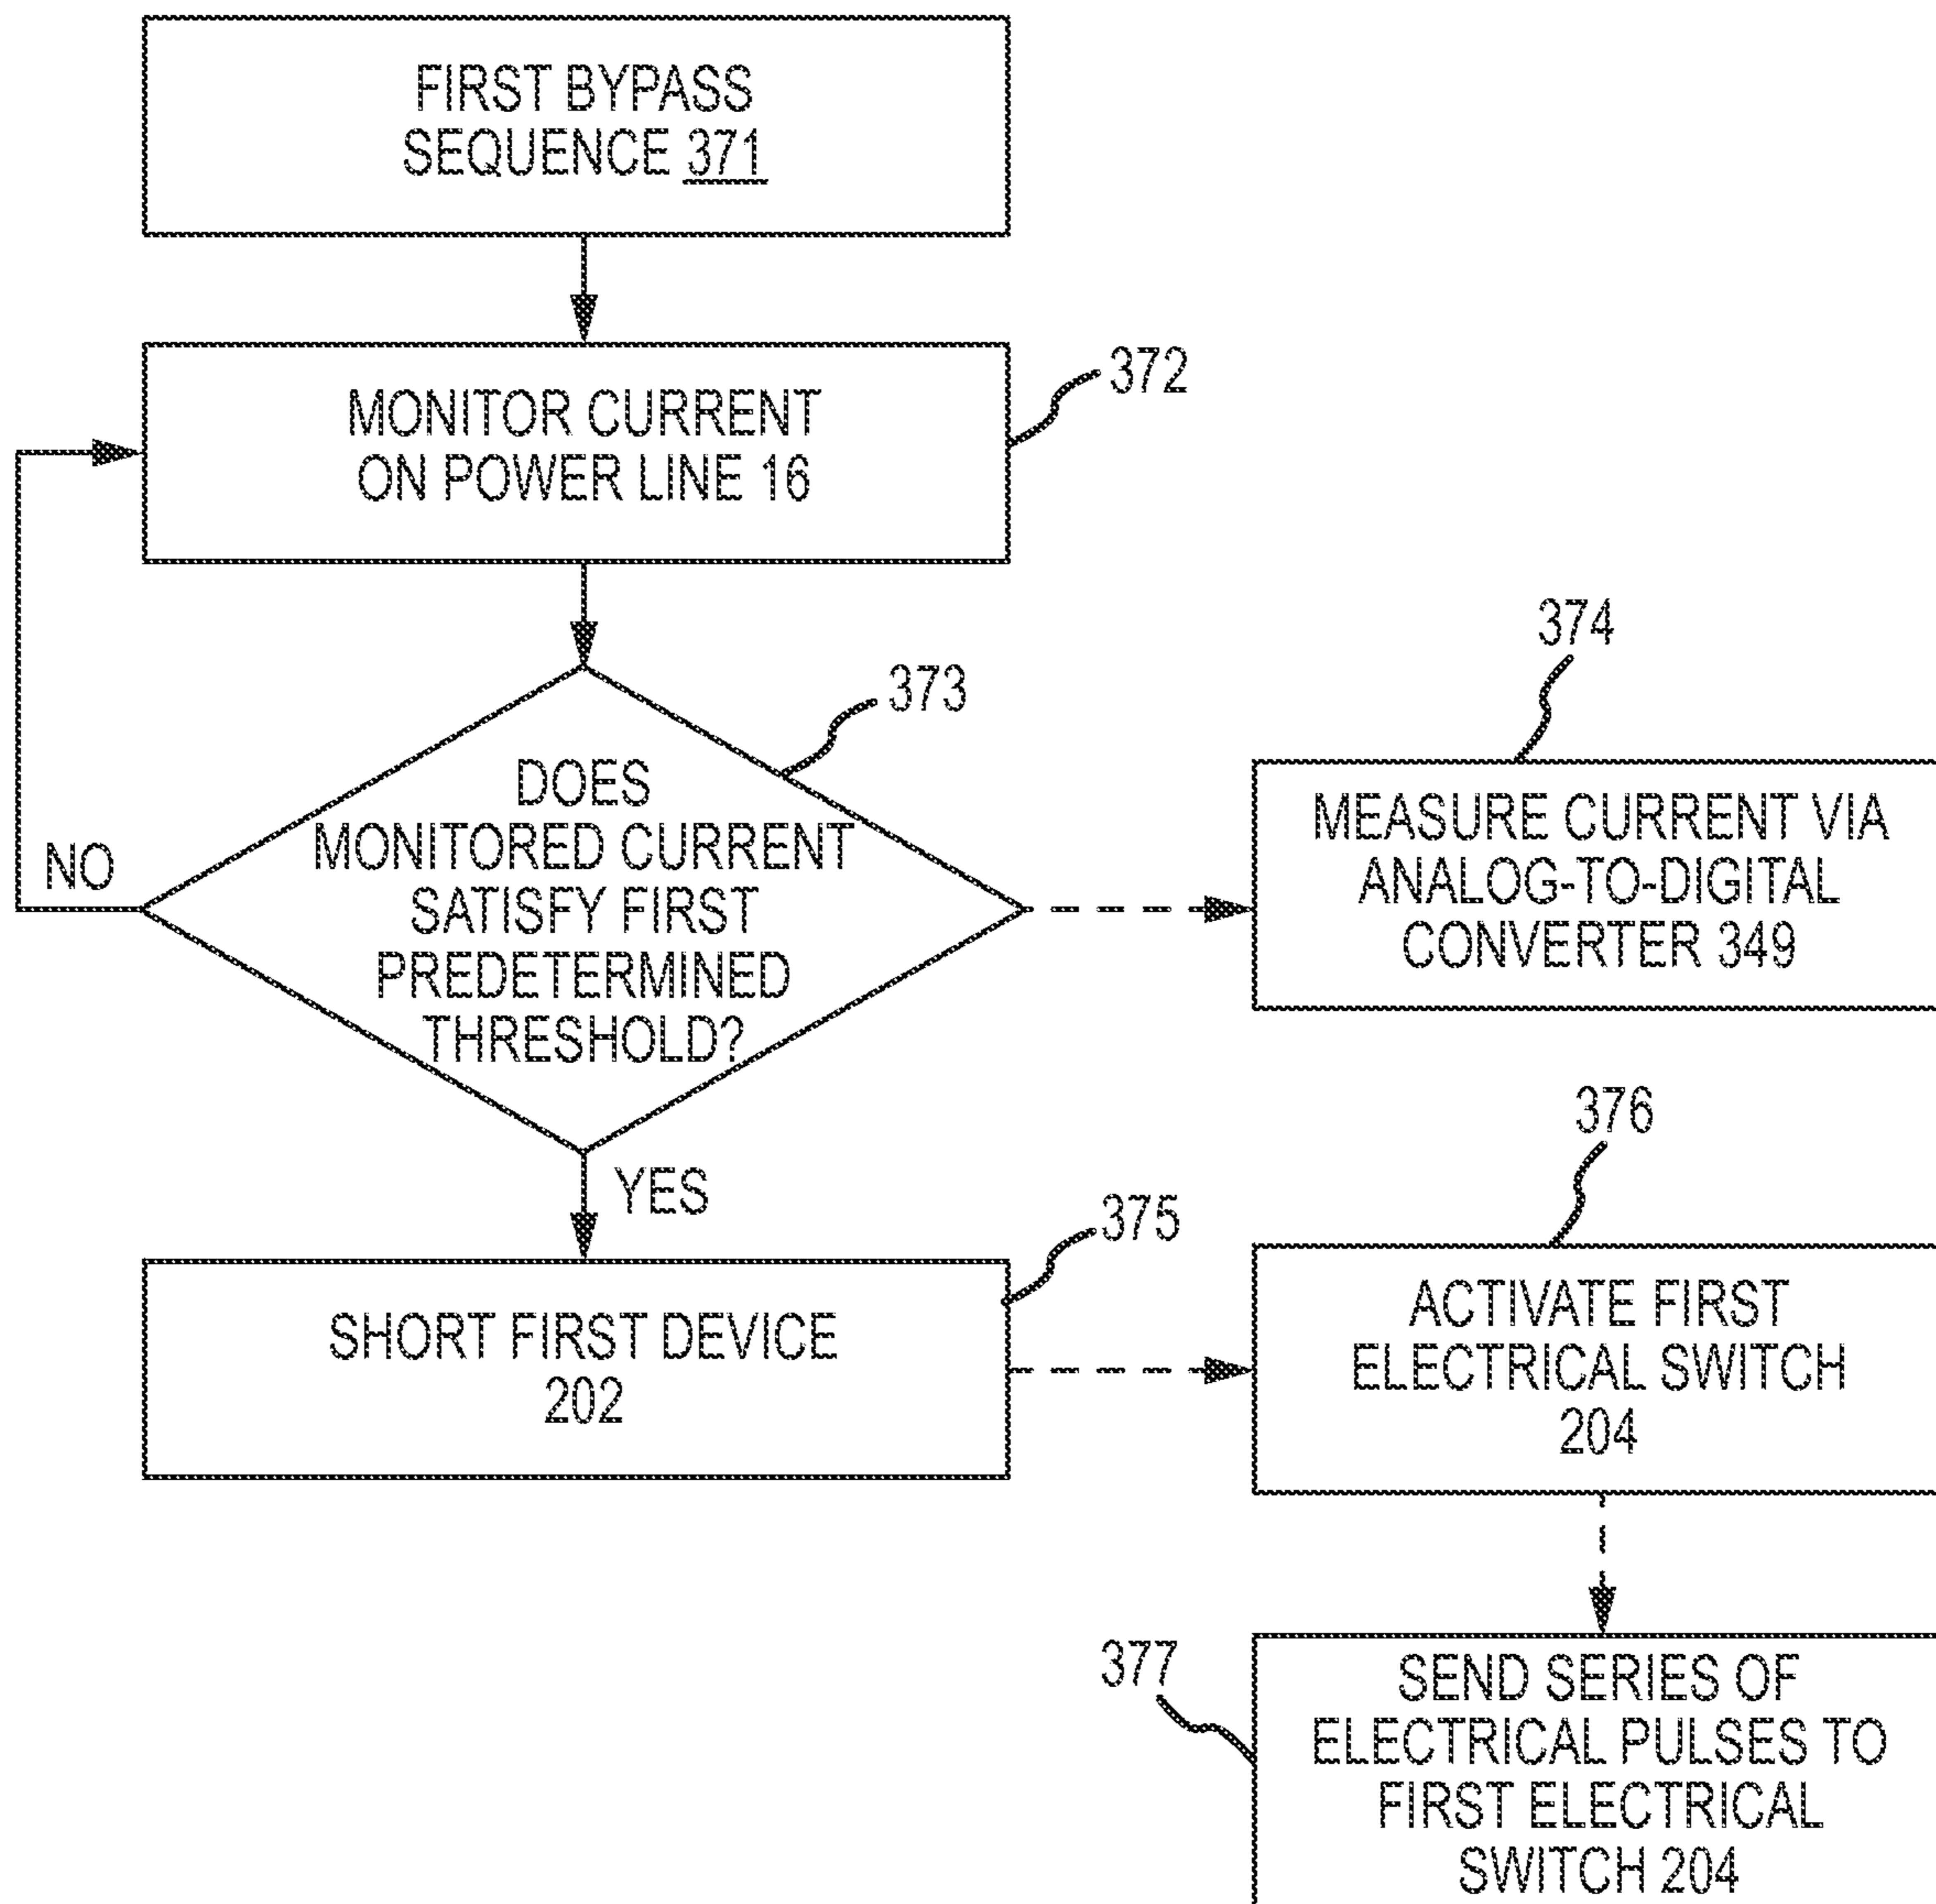 FIRST BYPASS
SEQUENCE 371
MONITOR CURRENT
ON POWER LINE 16
372
DOES
MONITORED CURRENT
SATISFY FIRST
PREDETERMINED
THRESHOLD?
373
NO
YES
374
MEASURE CURRENT VIA
ANALOG-TO-DIGITAL
CONVERTER 349
SHORT FIRST DEVICE
202
375
376
ACTIVATE FIRST
ELECTRICAL SWITCH
204
377
SEND SERIES OF
ELECTRICAL PULSES TO
FIRST ELECTRICAL
SWITCH 204